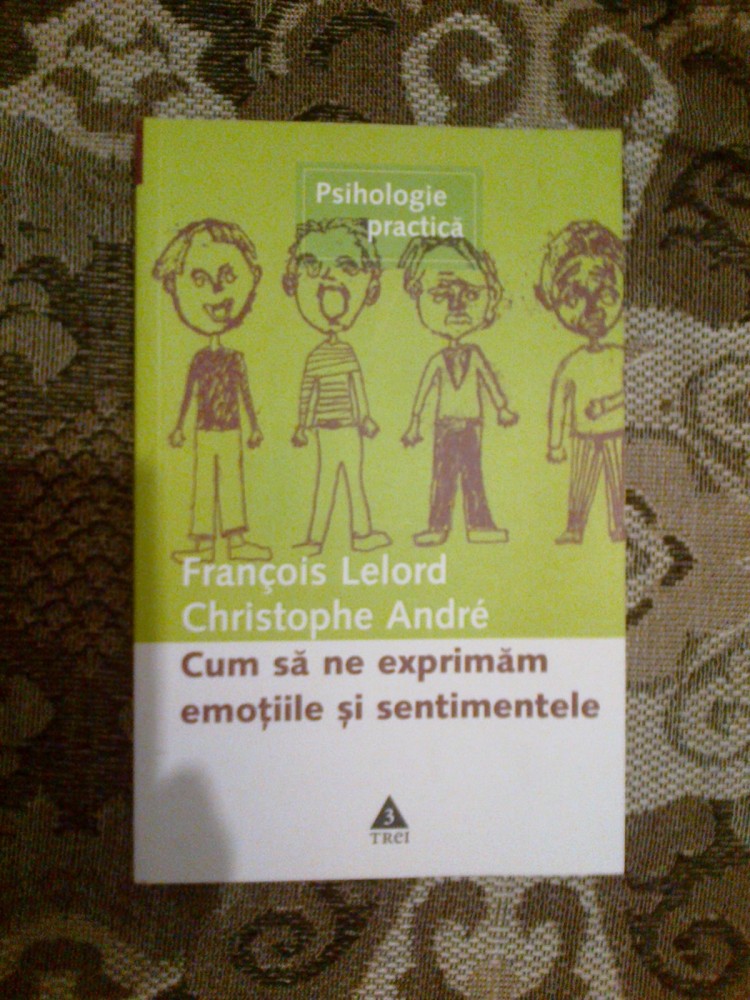 Psihologie
practică
François Lelord
Christophe André
Cum să ne exprimăm
emoțiile și sentimentele
3
TREI